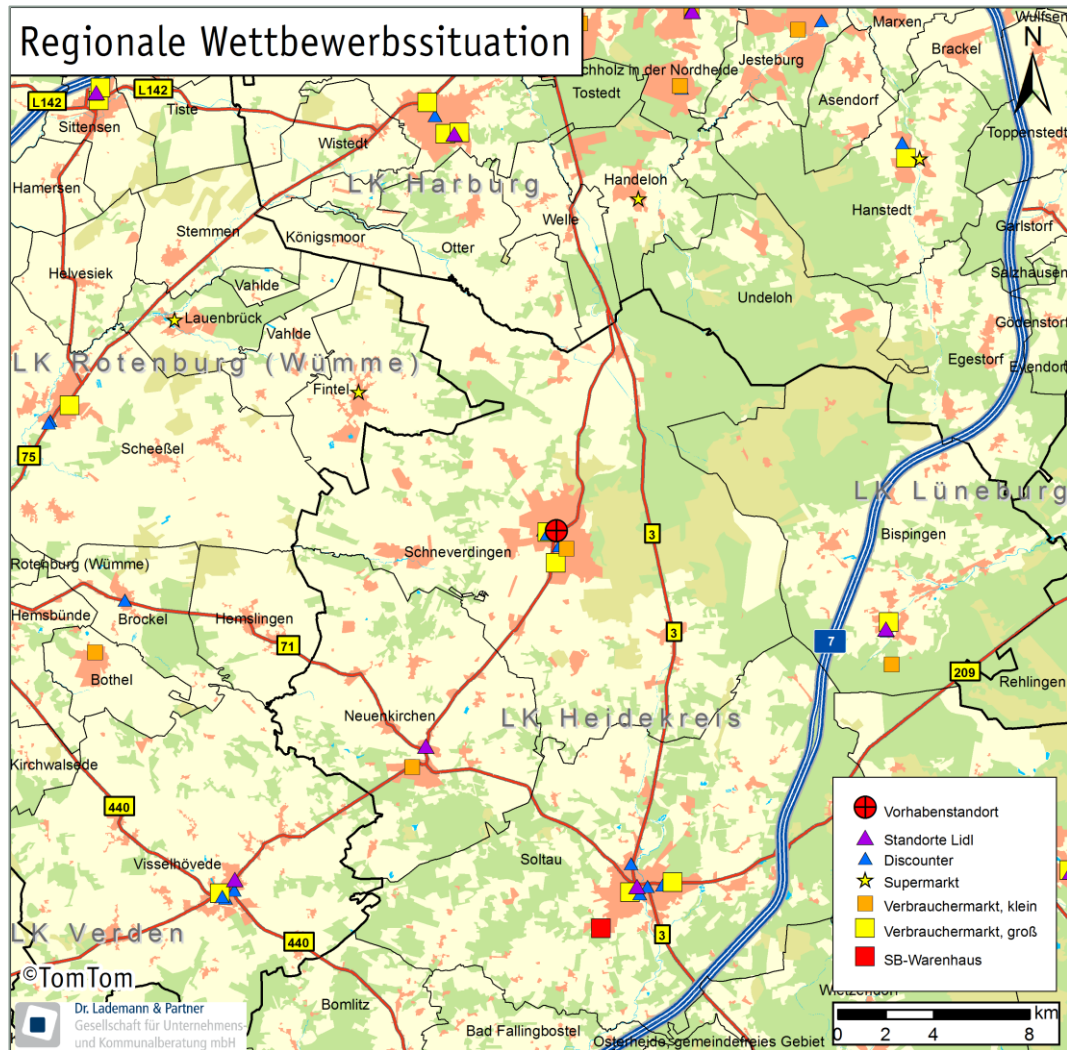 Regionale Wettbewerbssituation
Marxen
Wulfsen
Brackel
N
Jesteburg
chholz in der Nordheide
Tostedt
Asendorf
Toppenstedt
L142
L142
Tiste
Sittensen
Wistedt
Hamersen
LK Harburg
Handeloh
Hanstedt
Welle
Garlstorf
Stemmen
Königsmoor
Otter
Helvesiek
Vahlde
Salzhausen
Undeloh
Lauenbrück
Vahlde
Gödenstorf
LK Rotenburg (Wümme)
Egestorf
Eyendorf
Fintel
Scheeßel
75
LK Lüneburg
3
Bispingen
Schneverdingen
Rotenburg (Wümme)
Hemsbünde
Brockel
Hemslingen
71
3
7
209
Bothel
Rehlingen
Neuenkirchen
LK Heidekreis
Kirchwalsede
440
Visselhövede
Soltau
LK Verden
440
3
Vorhabenstandort
Standorte Lidl
Discounter
Supermarkt
Verbrauchermarkt, klein
Verbrauchermarkt, groß
SB-Warenhaus
©TomTom
Dr. Lademann & Partner
Gesellschaft für Unternehmens-
und Kommunalberatung mbH
Bomlitz
Bad Fallingbostel
Wietzendorf
Osterheide, gemeindefreies Gebiet
km
0 2 4 8